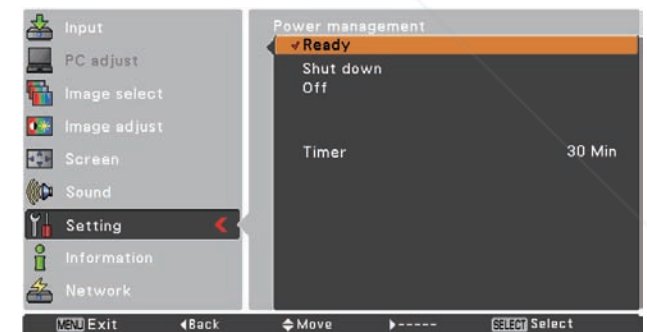 Input
PC adjust
Image select
Image adjust
Screen
Sound
Setting
Information
Network
Power management
✓Ready
Shut down
Off
Timer 30 Min
MENU Exit ◀Back ◆Move ▶----- SELECT Select